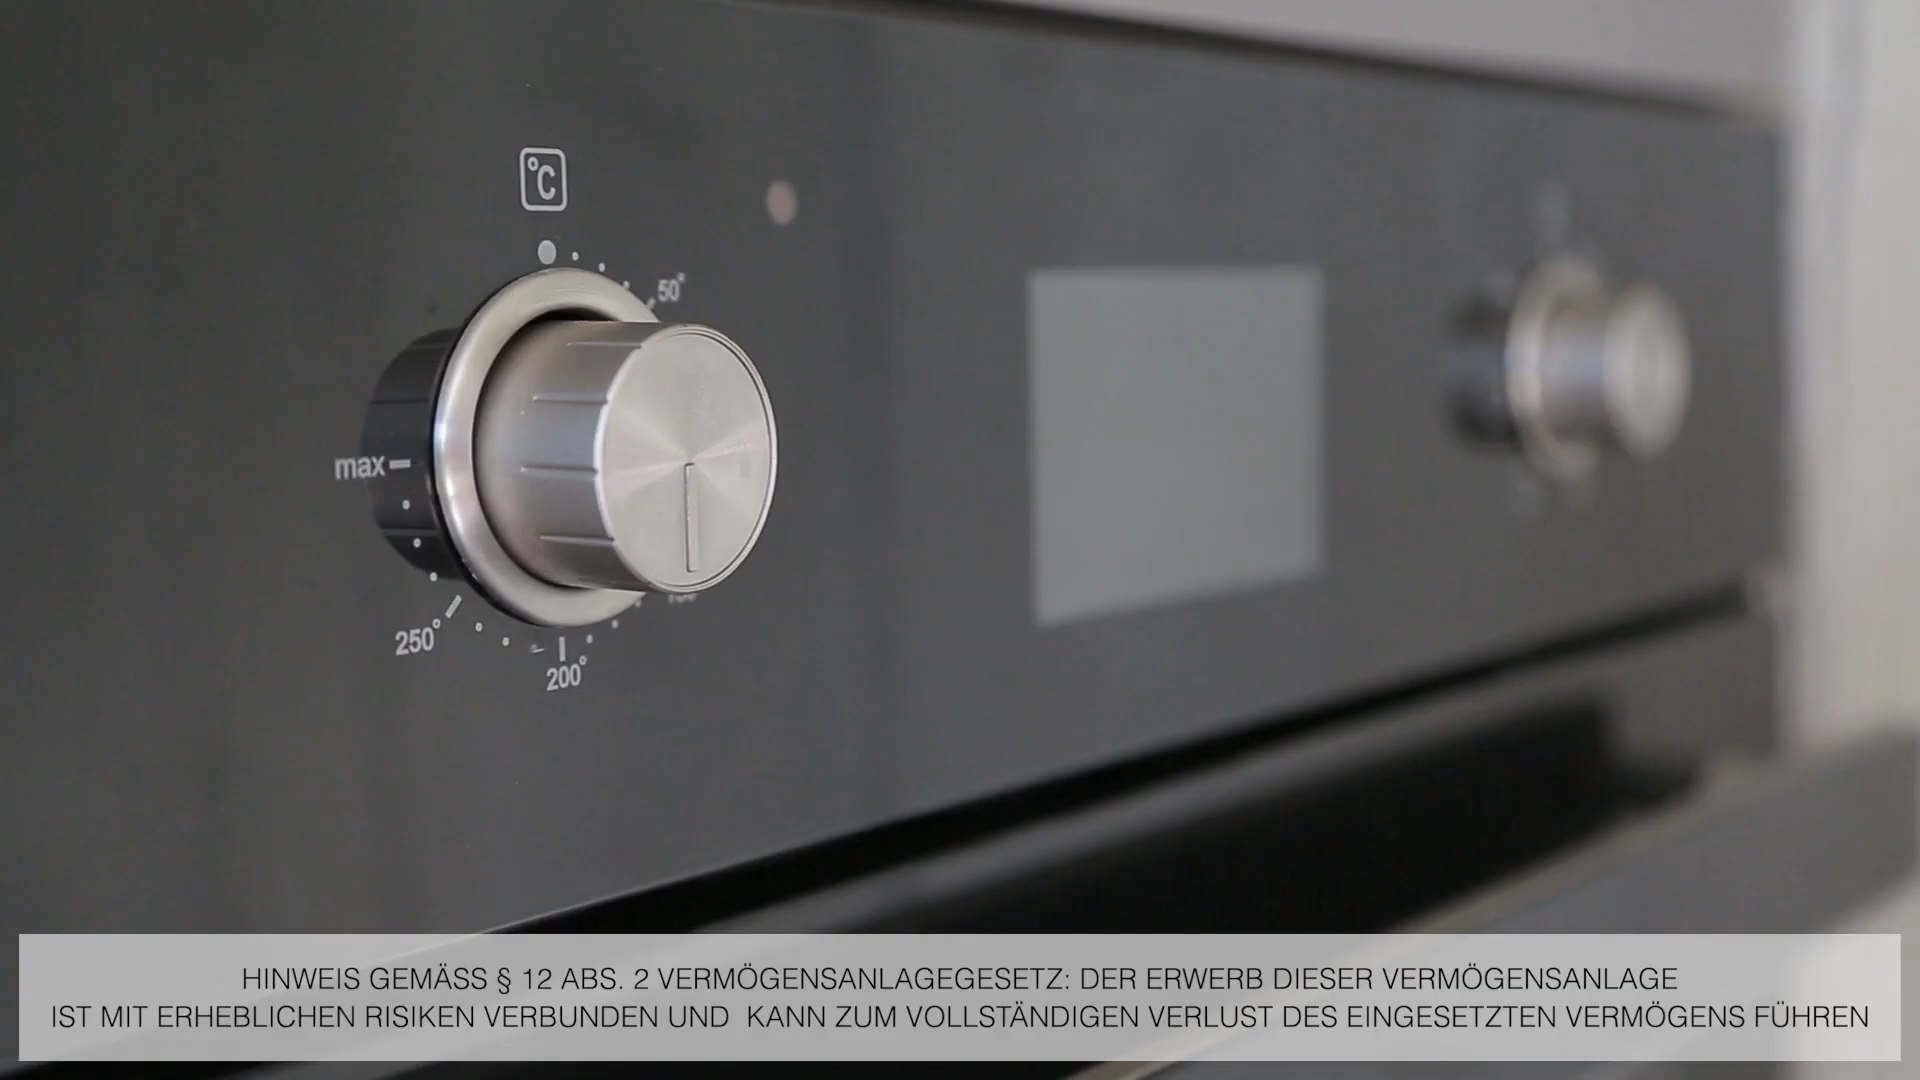 °C
50°
max
250°
200°
HINWEIS GEMÄSS § 12 ABS. 2 VERMÖGENSANLAGEGESETZ: DER ERWERB DIESER VERMÖGENSANLAGE
IST MIT ERHEBLICHEN RISIKEN VERBUNDEN UND  KANN ZUM VOLLSTÄNDIGEN VERLUST DES EINGESETZTEN VERMÖGENS FÜHREN